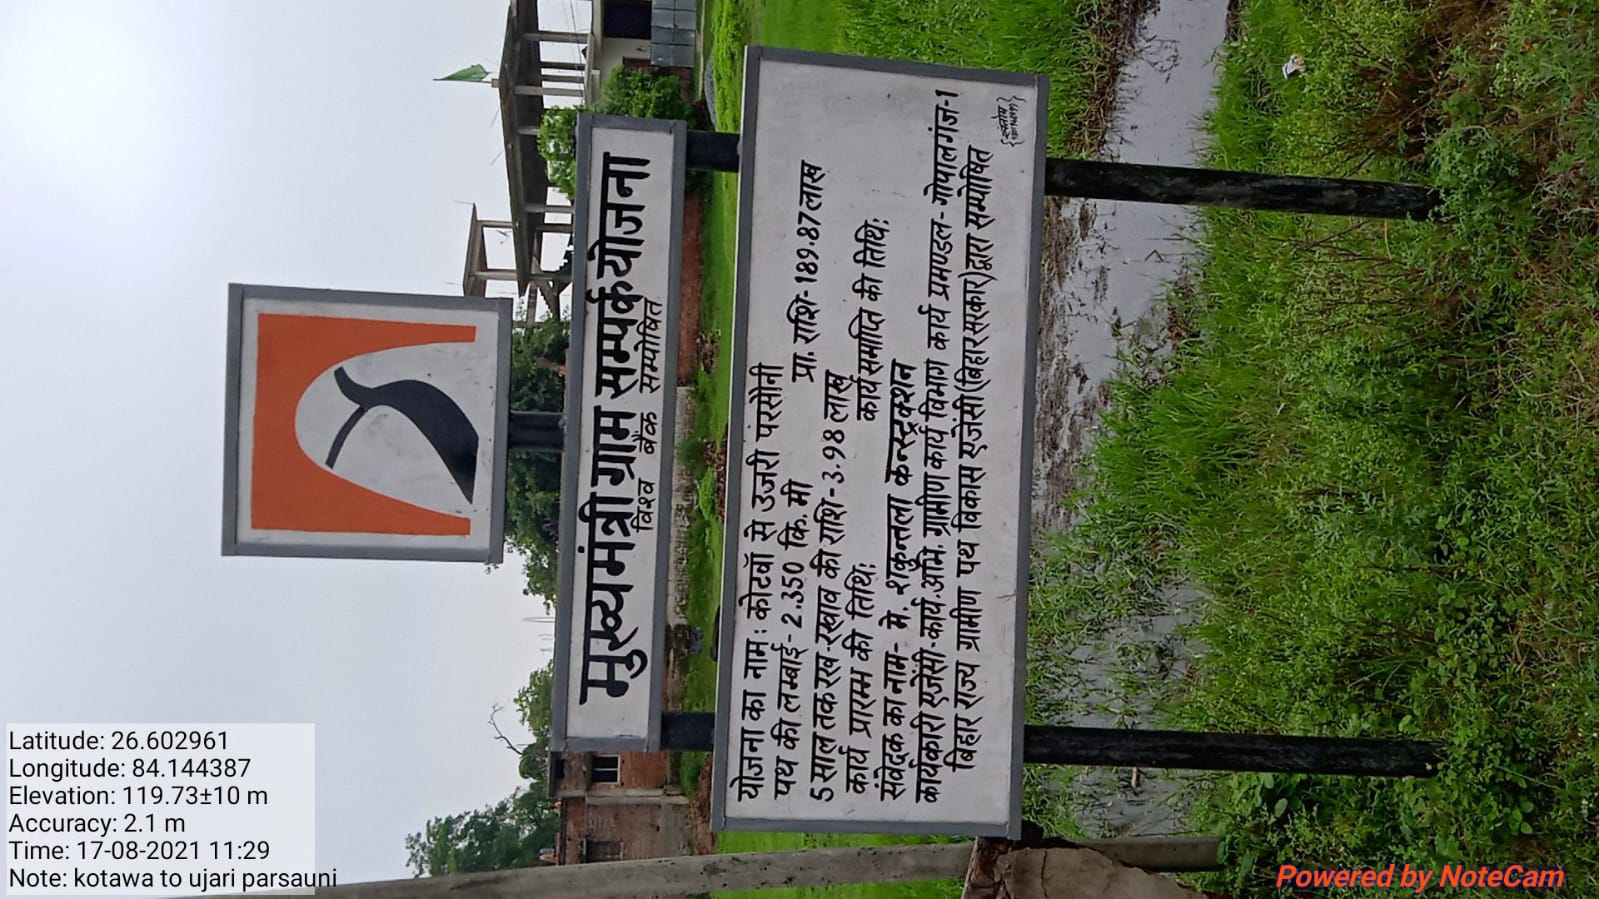 मुख्यमंत्री ग्राम सम्पर्क योजना
विश्व बैंक सम्पोषित
योजना का नाम: कोटवाँ से उजरी परसौनी
पथ की लम्बाई- 2.350 कि. मी प्रा. राशि- 189.87 लाख
5 साल तक रख-रखाव की राशि- 3.98 लाख
कार्य प्रारम्भ की तिथि: कार्य समाप्ति की तिथि:
संवेदक का नाम- मे. शकुन्तला कन्स्ट्रक्शन
कार्यकारी एजेंसी- कार्य. अभि. ग्रामीण कार्य विभाग कार्य प्रमण्डल- गोपालगंज-1
बिहार राज्य ग्रामीण पथ विकास एजेंसी (बिहार सरकार) द्वारा सम्पोषित
संतोष
Latitude: 26.602961
Longitude: 84.144387
Elevation: 119.73±10 m
Accuracy: 2.1 m
Time: 17-08-2021 11:29
Note: kotawa to ujari parsauni
Powered by NoteCam